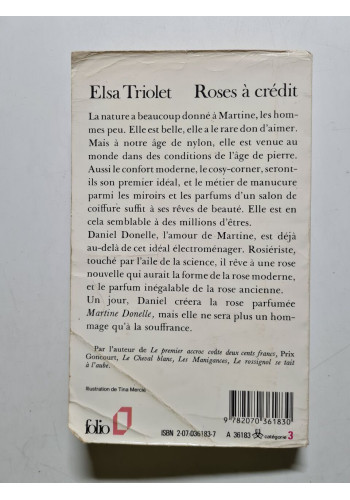 Elsa Triolet Roses à crédit
La nature a beaucoup donné à Martine, les hom-
mes peu. Elle est belle, elle a le rare don d'aimer.
Mais à notre âge de nylon, elle est venue au
monde dans des conditions de l'âge de pierre.
Aussi le confort moderne, le cosy-corner, seront-
ils son premier idéal, et le métier de manucure
parmi les miroirs et les parfums d'un salon de
coiffure suffit à ses rêves de beauté. Elle est en
cela semblable à des millions d'êtres.
Daniel Donelle, l'amour de Martine, est déjà
au-delà de cet idéal électroménager. Rosiériste,
touché par l'aile de la science, il rêve à une rose
nouvelle qui aurait la forme de la rose moderne,
et le parfum inégalable de la rose ancienne.
Un jour, Daniel créera la rose parfumée
Martine Donelle, mais elle ne sera plus un hom-
mage qu'à la souffrance.
Par l'auteur de Le premier accroc coûte deux cents francs, Prix
Goncourt, Le Cheval blanc, Les Manigances, Le rossignol se tait
à l'aube.
Illustration de Tina Mercié
9782070361830
folio
ISBN 2-07-036183-7 A 36183 catégorie 3